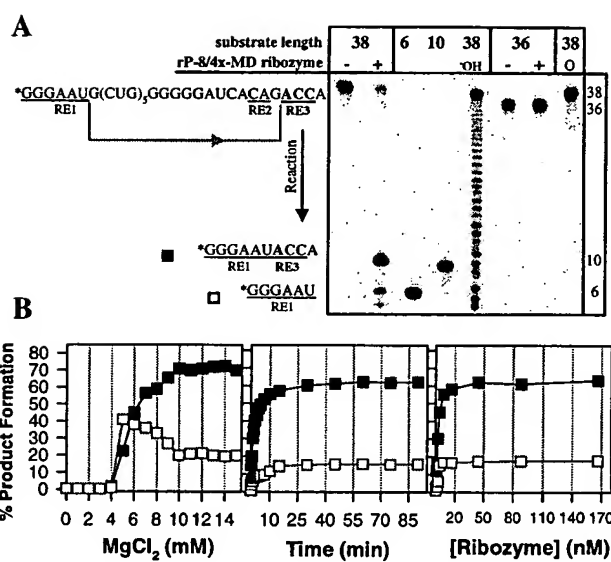 A
substrate length 38 6 10 38 36 38
rP-8/4x-MD ribozyme - + -OH - + O
*GGGAAUG(CUG)5GGGGGAUCACAGACCA
RE1 RE2 RE3
38
36
Reaction
*GGGAAUACCA
RE1 RE3
10
*GGGAAU
RE1
6
B
% Product Formation
80
70
60
50
40
30
20
10
0
0 2 4 6 8 10 12 14
10 25 40 55 70 85
20 50 80 110 140 170
MgCl2 (mM) Time (min) [Ribozyme] (nM)